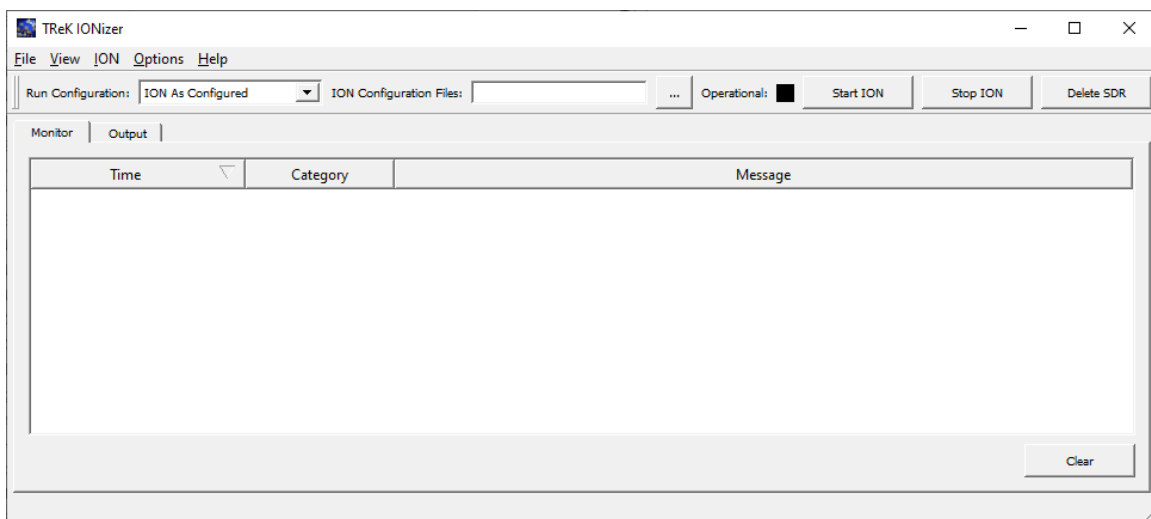 TReK IONizer
File View ION Options Help
Run Configuration: ION As Configured ION Configuration Files: ... Operational: Start ION Stop ION Delete SDR
Monitor Output
Time Category Message
Clear